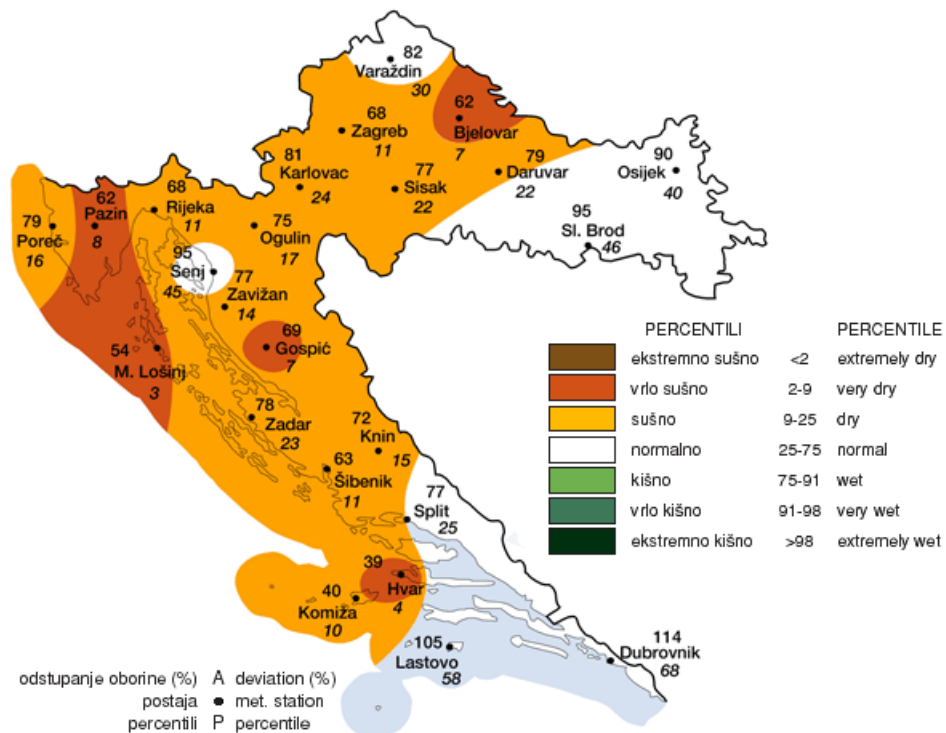 82
Varaždin
30
62
Bjelovar
7
68
Zagreb
11
81
Karlovac
24
77
Sisak
22
79
Daruvar
22
90
Osijek
40
95
Sl. Brod
46
62
Pazin
8
68
Rijeka
11
79
Poreč
16
75
Ogulin
17
95
Senj
45
77
Zavižan
14
69
Gospić
7
54
M. Lošinj
3
78
Zadar
23
72
Knin
15
63
Šibenik
11
77
Split
25
39
Hvar
4
40
Komiža
10
105
Lastovo
58
114
Dubrovnik
68
PERCENTILI PERCENTILE
ekstremno sušno <2 extremely dry
vrlo sušno 2-9 very dry
sušno 9-25 dry
normalno 25-75 normal
kišno 75-91 wet
vrlo kišno 91-98 very wet
ekstremno kišno >98 extremely wet
odstupanje oborine (%) A deviation (%)
postaja ● met. station
percentili P percentile